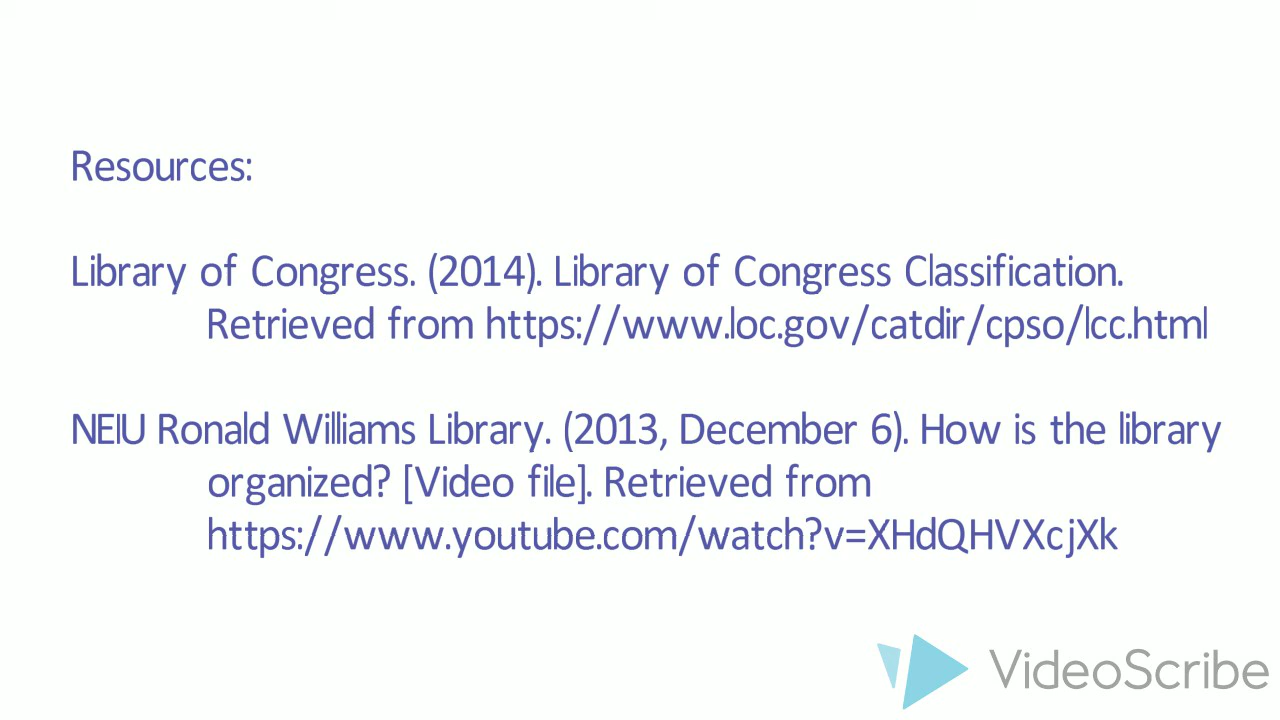 Resources:
Library of Congress. (2014). Library of Congress Classification.
Retrieved from https://www.loc.gov/catdir/cpso/lcc.html
NEIU Ronald Williams Library. (2013, December 6). How is the library
organized? [Video file]. Retrieved from
https://www.youtube.com/watch?v=XHdQHVXcjXk
VideoScribe